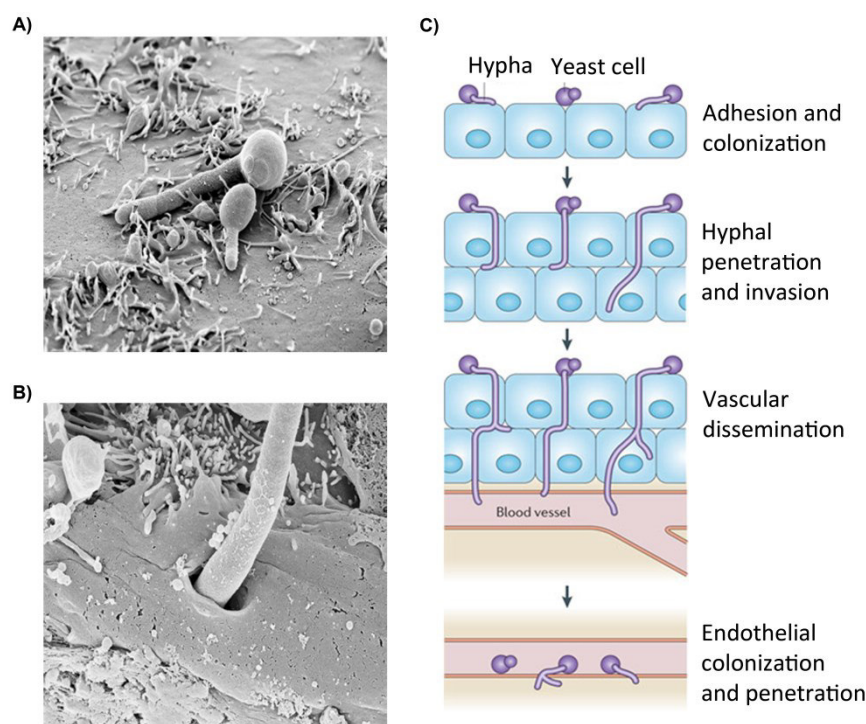 A)
B)
C)
Hypha
Yeast cell
Adhesion and
colonization
Hyphal
penetration
and invasion
Vascular
dissemination
Blood vessel
Endothelial
colonization
and penetration